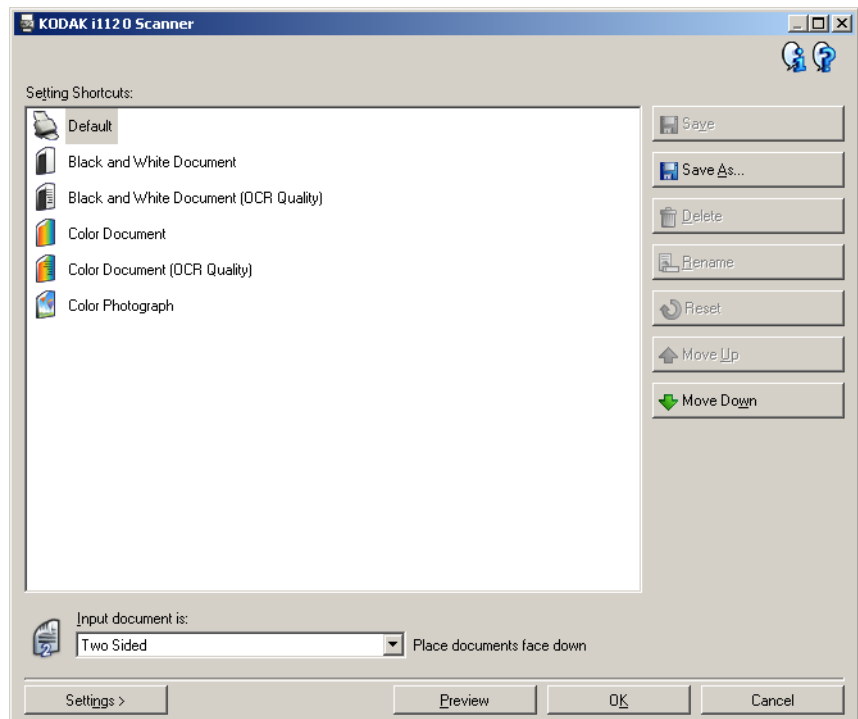 KODAK i1120 Scanner
Setting Shortcuts:
Default
Black and White Document
Black and White Document (OCR Quality)
Color Document
Color Document (OCR Quality)
Color Photograph
Save
Save As...
Delete
Rename
Reset
Move Up
Move Down
Input document is:
2
Two Sided
Place documents face down
Settings >
Preview
OK
Cancel